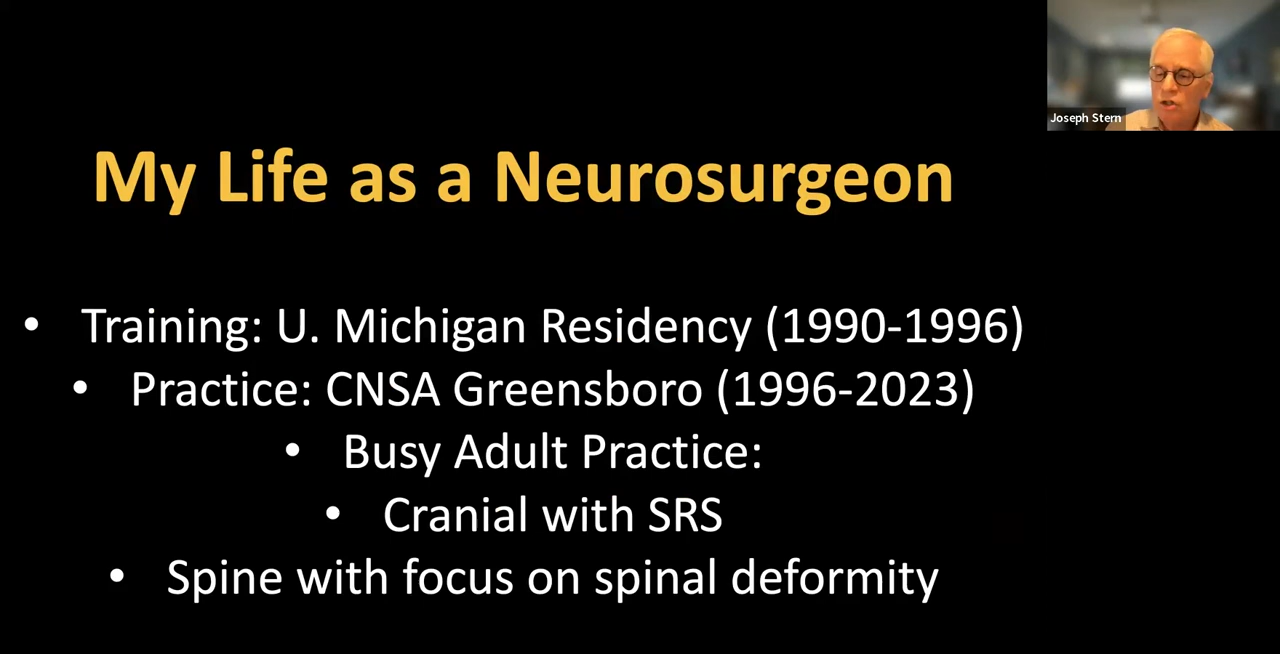 Joseph Stern
My Life as a Neurosurgeon
• Training: U. Michigan Residency (1990-1996)
• Practice: CNSA Greensboro (1996-2023)
• Busy Adult Practice:
• Cranial with SRS
• Spine with focus on spinal deformity